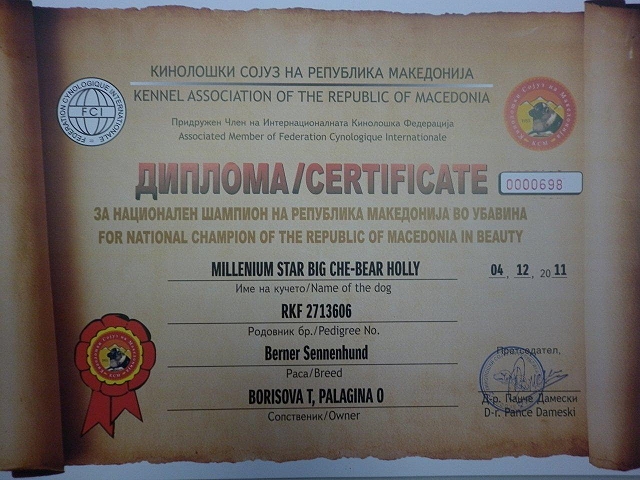 КИНОЛОШКИ СОЈУЗ НА РЕПУБЛИКА МАКЕДОНИЈА
KENNEL ASSOCIATION OF THE REPUBLIC OF MACEDONIA
Придружен Член на Интернационалната Кинолошка Федерација
Associated Member of Federation Cynologique Internationale
FEDERATION CYNOLOGIQUE INTERNATIONALE
FCI
ДИПЛОМА/CERTIFICATE
0000698
ЗА НАЦИОНАЛЕН ШАМПИОН НА РЕПУБЛИКА МАКЕДОНИЈА ВО УБАВИНА
FOR NATIONAL CHAMPION OF THE REPUBLIC OF MACEDONIA IN BEAUTY
MILLENIUM STAR BIG CHE-BEAR HOLLY
04, 12, 2011
Име на кучето/Name of the dog
RKF 2713606
Родовник бр./Pedigree No.
Berner Sennenhund
Раса/Breed
BORISOVA T, PALAGINA O
Сопственик/Owner
Претседател,
Д-р. Панче Дамески
D-r. Pance Dameski